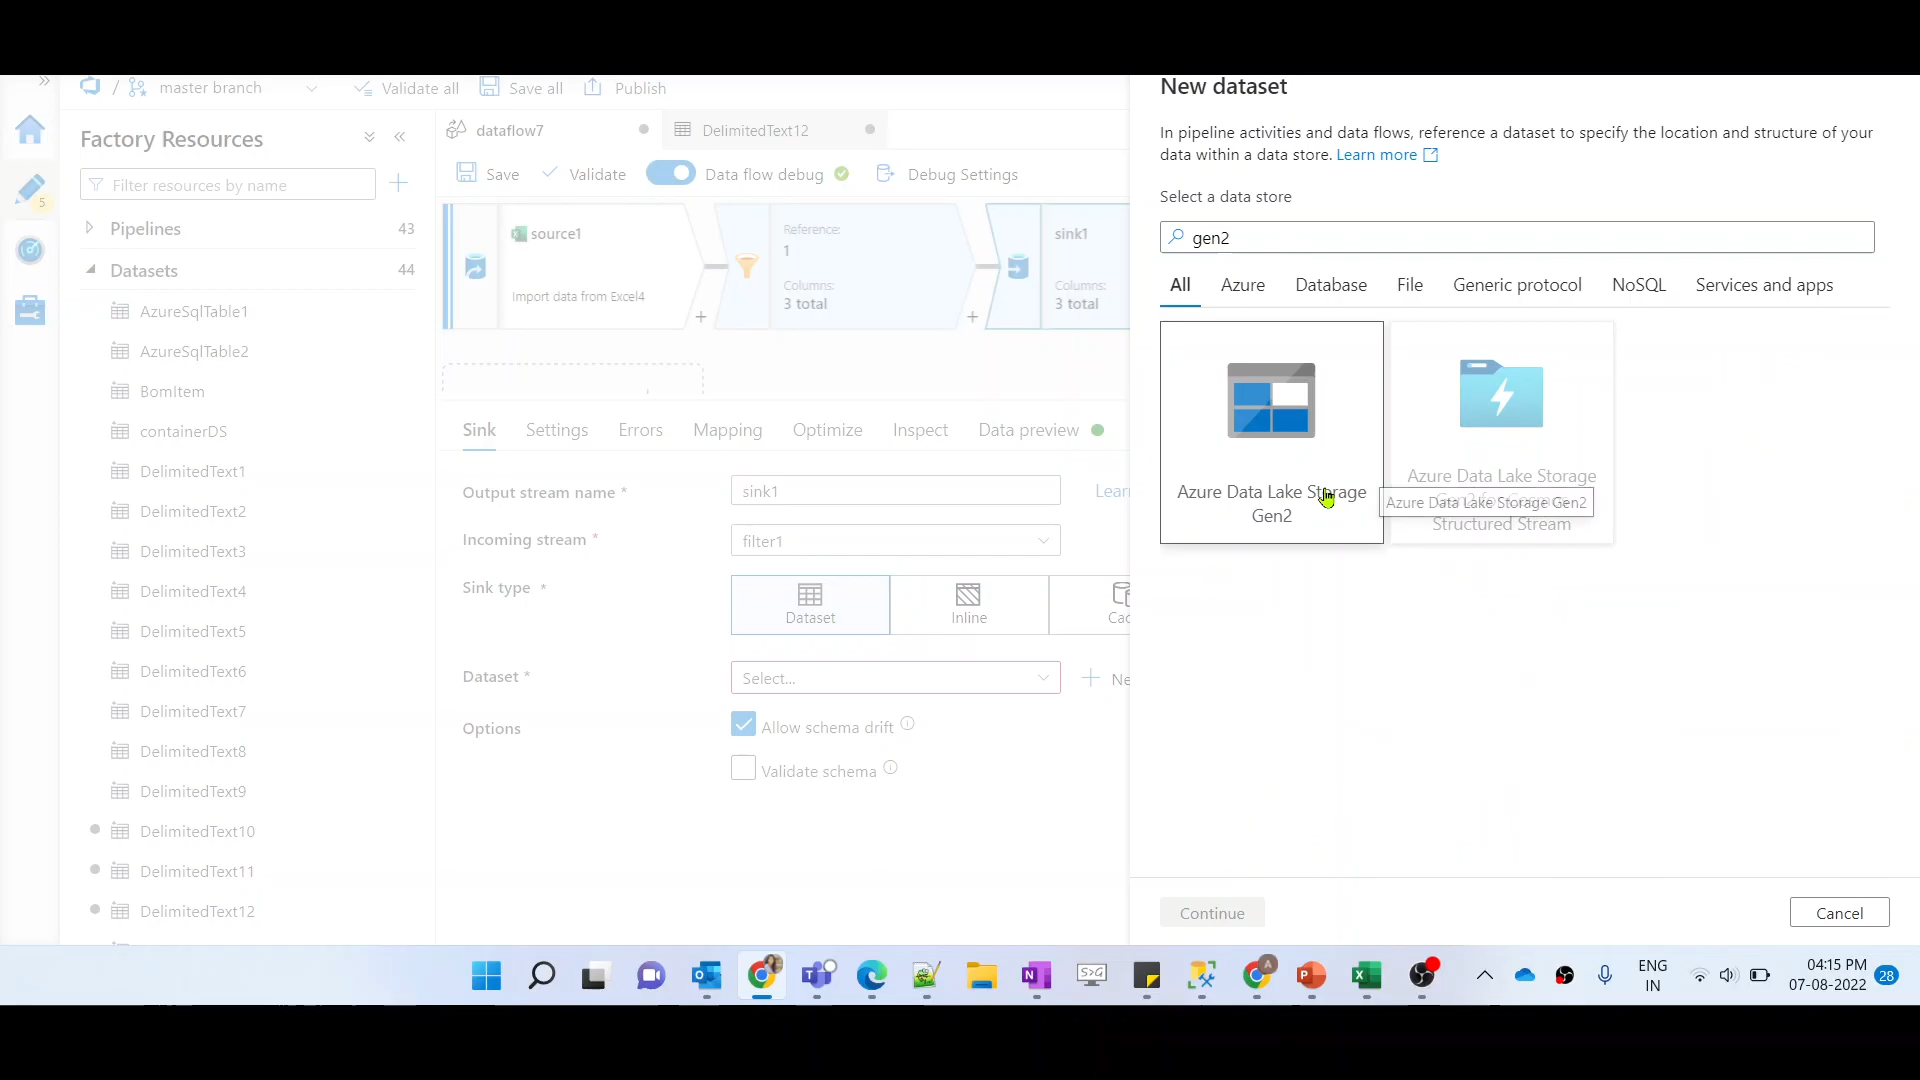 / master branch
Validate all
Save all
Publish
Factory Resources
Filter resources by name
5
Pipelines 43
Datasets 44
AzureSqlTable1
AzureSqlTable2
BomItem
containerDS
DelimitedText1
DelimitedText2
DelimitedText3
DelimitedText4
DelimitedText5
DelimitedText6
DelimitedText7
DelimitedText8
DelimitedText9
DelimitedText10
DelimitedText11
DelimitedText12
dataflow7
DelimitedText12
Save
Validate
Data flow debug
Debug Settings
source1
Import data from Excel4
Reference:
1
Columns:
3 total
sink1
Columns:
3 total
+
+
Sink Settings Errors Mapping Optimize Inspect Data preview
Output stream name *
sink1
Lear
Incoming stream *
filter1
Sink type *
Dataset
Inline
Cac
Dataset *
Select...
Ne
Options
Allow schema drift
Validate schema
New dataset
In pipeline activities and data flows, reference a dataset to specify the location and structure of your
data within a data store. Learn more
Select a data store
gen2
All Azure Database File Generic protocol NoSQL Services and apps
Azure Data Lake Storage
Gen2
Azure Data Lake Storage
Structured Stream
Azure Data Lake Storage Gen2
Continue
Cancel
S>G
A
ENG
IN
04:15 PM
07-08-2022
28